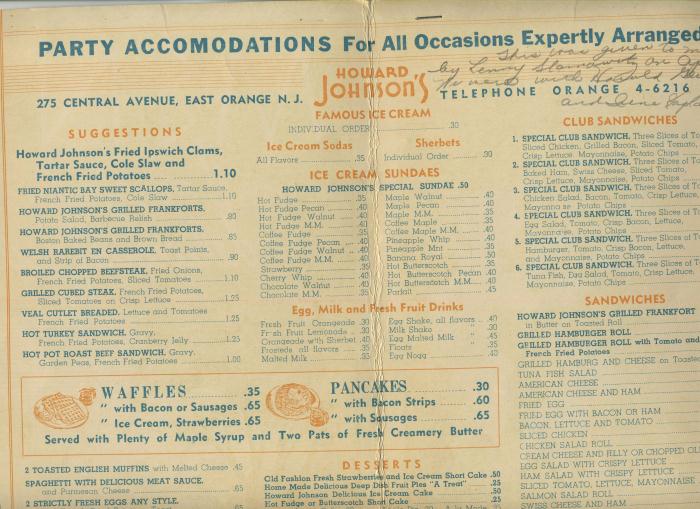 PARTY ACCOMODATIONS For All Occasions Expertly Arranged
This was given to m
by
on
when with Harold
and Irene
HOWARD
JOHNSON'S
275 CENTRAL AVENUE, EAST ORANGE N. J.
TELEPHONE ORANGE 4-6216
SUGGESTIONS
Howard Johnson's Fried Ipswich Clams,
Tartar Sauce, Cole Slaw and
French Fried Potatoes 1.10
FRIED NIANTIC BAY SWEET SCALLOPS, Tartar Sauce,
French Fried Potatoes, Cole Slaw 1.10
HOWARD JOHNSON'S GRILLED FRANKFORTS,
Potato Salad, Barbecue Relish .80
HOWARD JOHNSON'S GRILLED FRANKFORTS,
Boston Baked Beans and Brown Bread .85
WELSH RAREBIT EN CASSEROLE, Toast Points,
and Strip of Bacon .90
BROILED CHOPPED BEEFSTEAK, Fried Onions,
French Fried Potatoes, Sliced Tomatoes 1.10
GRILLED CUBED STEAK, French Fried Potatoes,
Sliced Tomatoes on Crisp Lettuce 1.25
VEAL CUTLET BREADED, Lettuce and Tomatoes
French Fried Potatoes 1.25
HOT TURKEY SANDWICH, Gravy,
French Fried Potatoes, Cranberry Jelly 1.25
HOT POT ROAST BEEF SANDWICH, Gravy,
Garden Peas, French Fried Potatoes 1.00
FAMOUS ICE CREAM
INDIVIDUAL ORDER .30
Ice Cream Sodas
All Flavors .35
Sherbets
Individual Order .30
ICE CREAM SUNDAES
HOWARD JOHNSON'S SPECIAL SUNDAE .50
Hot Fudge .35
Hot Fudge Pecan .40
Hot Fudge Walnut .40
Hot Fudge M.M. .40
Coffee Fudge .35
Coffee Fudge Pecan .40
Coffee Fudge Walnut .40
Coffee Fudge M.M. .40
Strawberry .35
Cherry Whip .40
Chocolate Walnut .40
Chocolate M.M. .35
Maple Walnut .40
Maple Pecan .40
Maple M.M. .35
Coffee Maple .35
Coffee Maple M.M. .40
Pineapple Whip .40
Pineapple Mint .35
Banana Royal .50
Hot Butterscotch .35
Hot Butterscotch Pecan .40
Hot Butterscotch M.M. .40
Parfait .45
Egg, Milk and Fresh Fruit Drinks
Fresh Fruit Orangeade .30
Fresh Fruit Lemonade .30
Orangeade with Sherbet .40
Frosteds all flavors .35
Malted Milk .35
Egg Shake, all flavors .40
Milk Shake " .30
Egg Malted Milk " .45
Floats " .35
Egg Nogg .40
CLUB SANDWICHES
1. SPECIAL CLUB SANDWICH, Three Slices of To
Sliced Chicken, Grilled Bacon, Sliced Tomato,
Crisp Lettuce, Mayonnaise, Potato Chips
2. SPECIAL CLUB SANDWICH, Three Slices of T
Baked Ham, Swiss Cheese, Sliced Tomato,
Crisp Lettuce, Mayonnaise, Potato Chips
3. SPECIAL CLUB SANDWICH, Three Slices of T
Chicken Salad, Bacon, Tomato, Crisp Lettuce,
Mayonnaise, Potato Chips
4. SPECIAL CLUB SANDWICH, Three Slices of T
Egg Salad, Tomato, Crisp Bacon, Lettuce,
Mayonnaise, Potato Chips
5. SPECIAL CLUB SANDWICH, Three Slices of T
Hamburger, Tomato, Crisp Bacon, Lettuce,
and Mayonnaise, Potato Chips
6. SPECIAL CLUB SANDWICH, Three Slices of T
Tuna Fish, Egg Salad, Tomato, Crisp Lettuce,
Mayonnaise, Potato Chips
SANDWICHES
HOWARD JOHNSON'S GRILLED FRANKFORT
in Butter on Toasted Roll
GRILLED HAMBURG ROLL
GRILLED HAMBURG ROLL with Tomato and
French Fried Potatoes
GRILLED HAMBURG AND CHEESE on Toasted
TUNA FISH SALAD
AMERICAN CHEESE
AMERICAN CHEESE AND HAM
FRIED EGG
FRIED EGG WITH BACON OR HAM
BACON, LETTUCE AND TOMATO
SLICED CHICKEN
CHICKEN SALAD ROLL
CREAM CHEESE AND JELLY OR CHOPPED OL
EGG SALAD WITH CRISP LETTUCE
HAM SALAD WITH CRISP LETTUCE
SLICED TOMATO, LETTUCE, MAYONNAISE
SALMON SALAD ROLL
SWISS CHEESE AND HAM
WAFFLES .35
" with Bacon or Sausages .65
" Ice Cream, Strawberries .65
PANCAKES .30
" with Bacon Strips .60
" with Sausages .65
Served with Plenty of Maple Syrup and Two Pats of Fresh Creamery Butter
2 TOASTED ENGLISH MUFFINS with Melted Cheese .45
SPAGHETTI WITH DELICIOUS MEAT SAUCE,
and Parmesan Cheese .65
2 STRICTLY FRESH EGGS ANY STYLE,
DESSERTS
Old Fashion Fresh Strawberries and Ice Cream Short Cake .50
Home Made Delicious Deep Dish Fruit Pies "A Treat" .25
Howard Johnson Delicious Ice Cream Cake .50
Hot Fudge or Butterscotch Short Cake